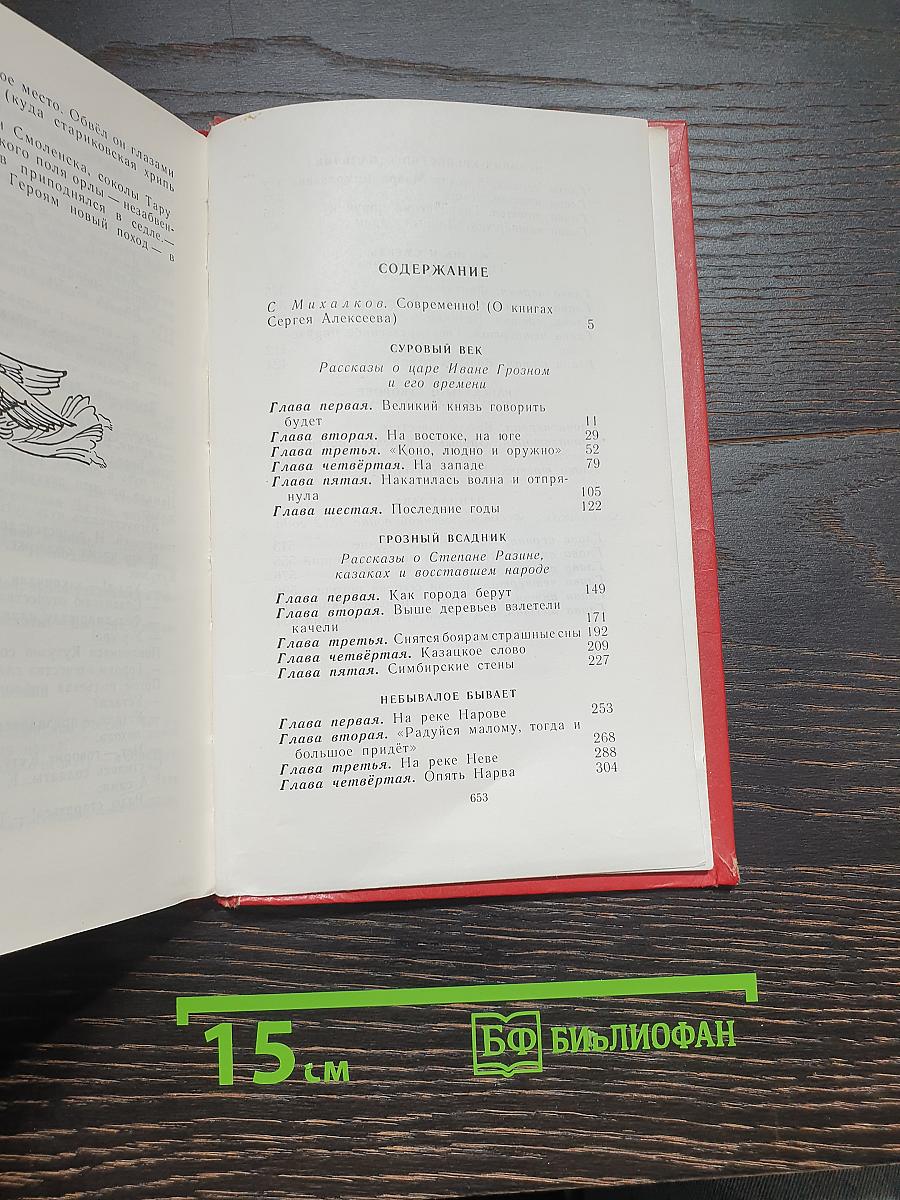 ое место. Обвёл он глазами
(куда стариковская хрипь
Смоленска, соколы Тару
кого поля орлы — незабвен-
приподнялся в седле.—
Героям новый поход — в
СОДЕРЖАНИЕ
С Михалков. Современно! (О книгах
Сергея Алексеева) 5
СУРОВЫЙ ВЕК
Рассказы о царе Иване Грозном
и его времени
Глава первая. Великий князь говорить
будет 11
Глава вторая. На востоке, на юге 29
Глава третья. «Коно, людно и оружно» 52
Глава четвёртая. На западе 79
Глава пятая. Накатилась волна и отпря-
нула 105
Глава шестая. Последние годы 122
ГРОЗНЫЙ ВСАДНИК
Рассказы о Степане Разине,
казаках и восставшем народе
Глава первая. Как города берут 149
Глава вторая. Выше деревьев взлетели
качели 171
Глава третья. Снятся боярам страшные сны 192
Глава четвёртая. Казацкое слово 209
Глава пятая. Симбирские стены 227
НЕБЫВАЛОЕ БЫВАЕТ
Глава первая. На реке Нарове 253
Глава вторая. «Радуйся малому, тогда и
большое придёт» 268
Глава третья. На реке Неве 288
Глава четвёртая. Опять Нарва 304
653
15 см
БФ БИБЛИОФАН